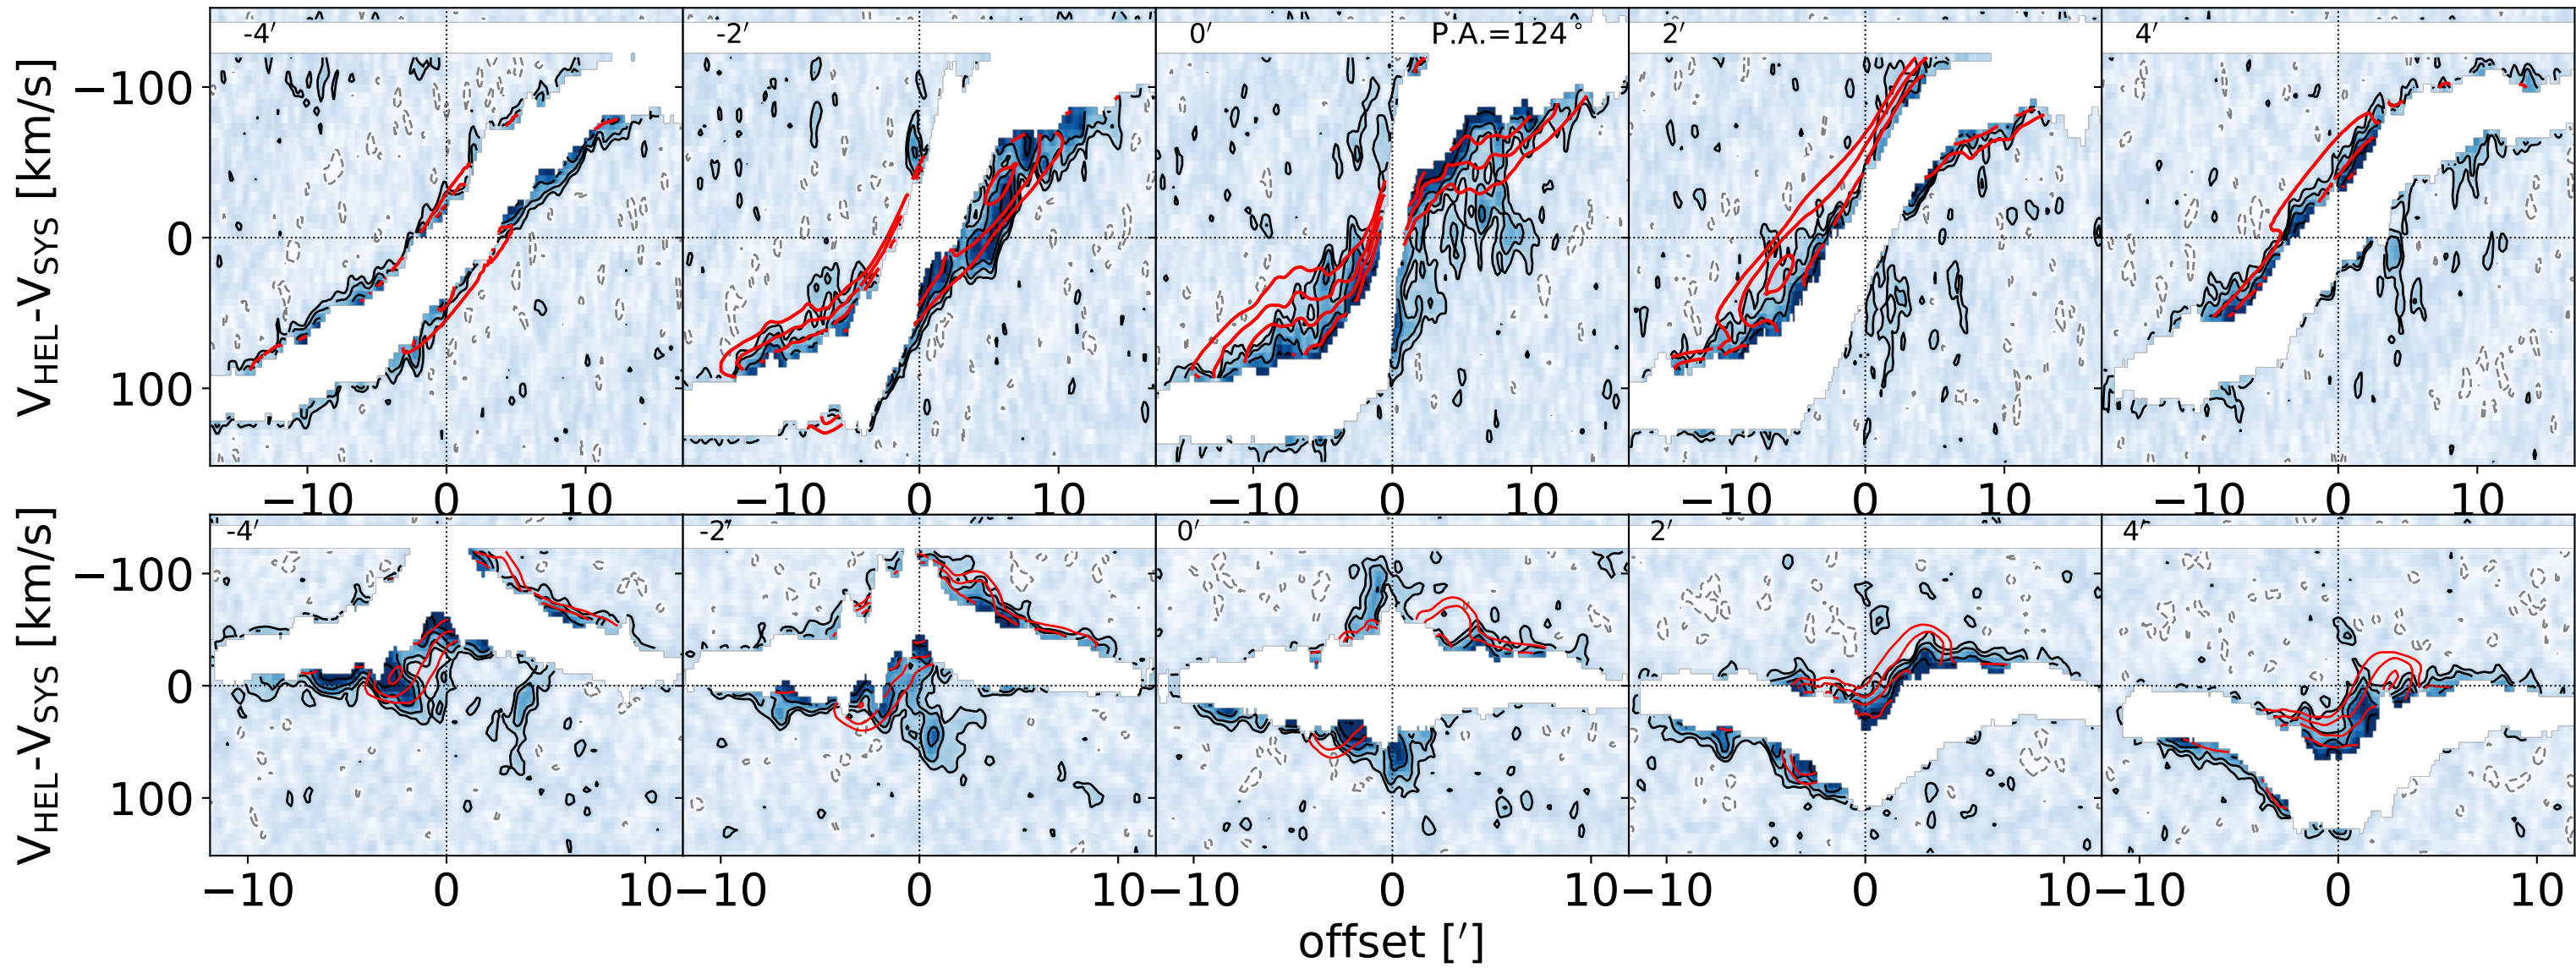 -4′ -2′ 0′ P.A.=124° 2′ 4′
V_HEL-V_SYS [km/s]
−100
0
100
−10 0 10 −10 0 10 −10 0 10 −10 0 10 −10 0 10
-4′ -2′ 0′ 2′ 4′
V_HEL-V_SYS [km/s]
−100
0
100
−10 0 10 −10 0 10 −10 0 10 −10 0 10 −10 0 10
offset [′]